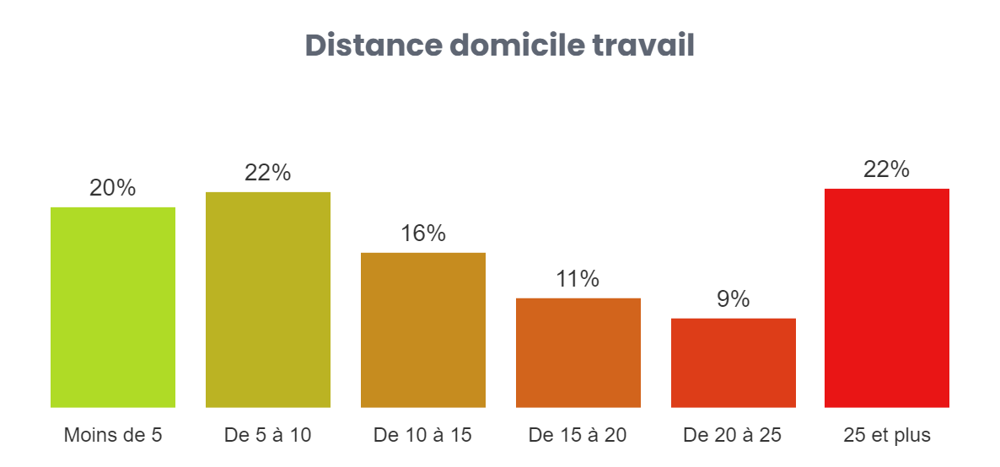 Distance domicile travail
20%
22%
16%
11%
9%
22%
Moins de 5
De 5 à 10
De 10 à 15
De 15 à 20
De 20 à 25
25 et plus